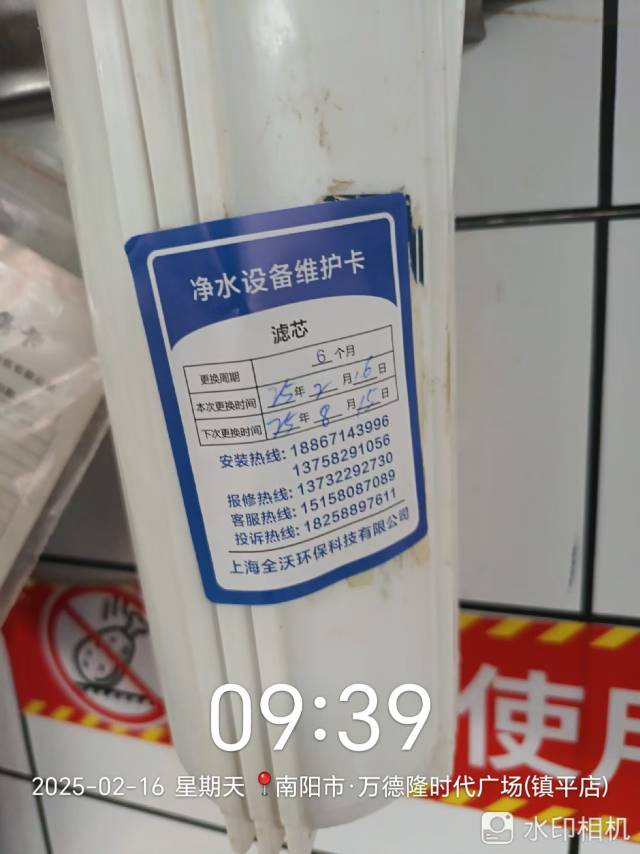 净水设备维护卡
滤芯
更换周期 6 个月
本次更换时间 25年 2 月 16 日
下次更换时间 25年 8 月 15 日
安装热线: 18867143996
13758291056
报修热线: 13732292730
客服热线: 15158087089
投诉热线: 18258897611
上海全沃环保科技有限公司
使用
09:39
2025-02-16 星期天 南阳市·万德隆时代广场(镇平店)
水印相机